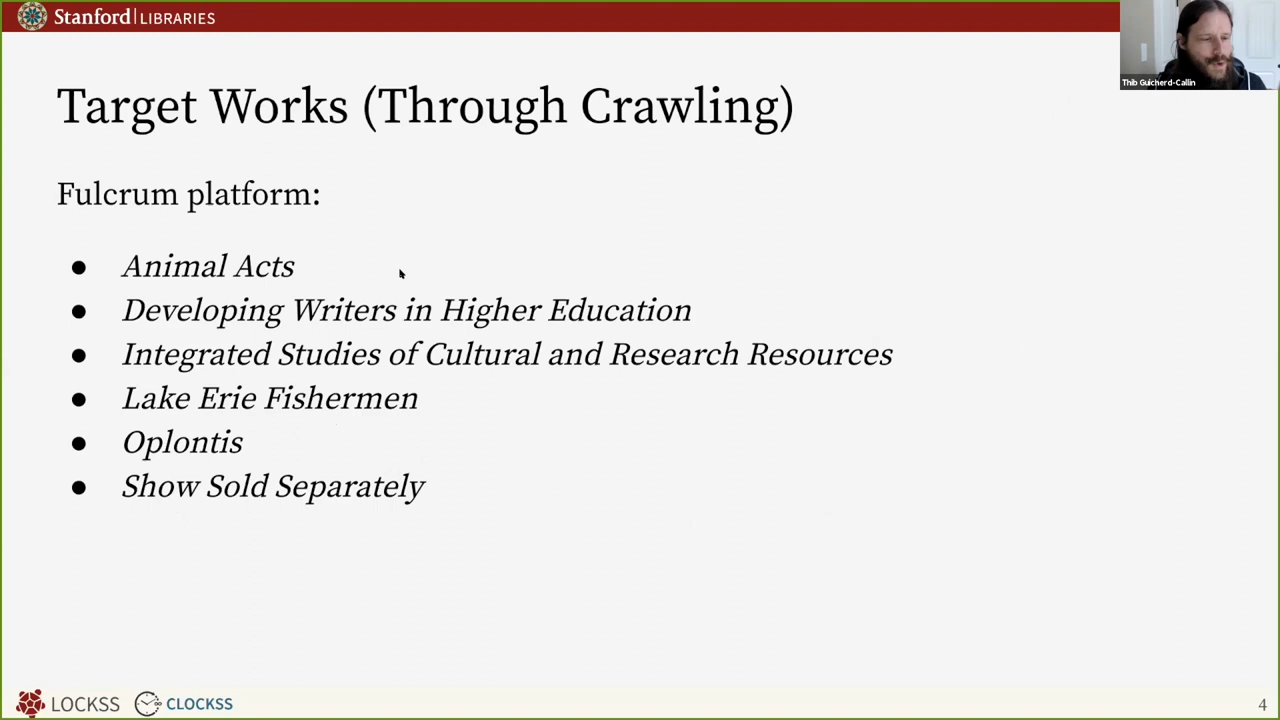 Stanford | LIBRARIES
Thib Guicherd-Callin
Target Works (Through Crawling)
Fulcrum platform:
● Animal Acts
● Developing Writers in Higher Education
● Integrated Studies of Cultural and Research Resources
● Lake Erie Fishermen
● Oplontis
● Show Sold Separately
LOCKSS CLOCKSS 4